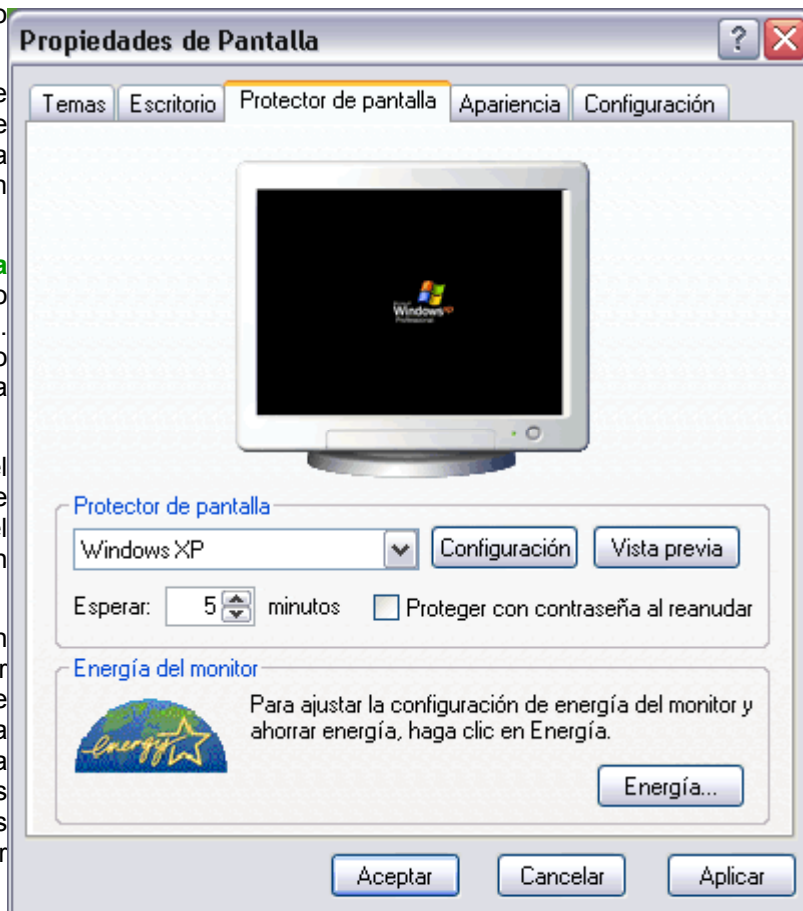 Propiedades de Pantalla
Temas Escritorio Protector de pantalla Apariencia Configuración
Windows xp
Professional
Protector de pantalla
Windows XP Configuración Vista previa
Esperar: 5 minutos Proteger con contraseña al reanudar
Energía del monitor
energy
Para ajustar la configuración de energía del monitor y
ahorrar energía, haga clic en Energía.
Energía...
Aceptar Cancelar Aplicar